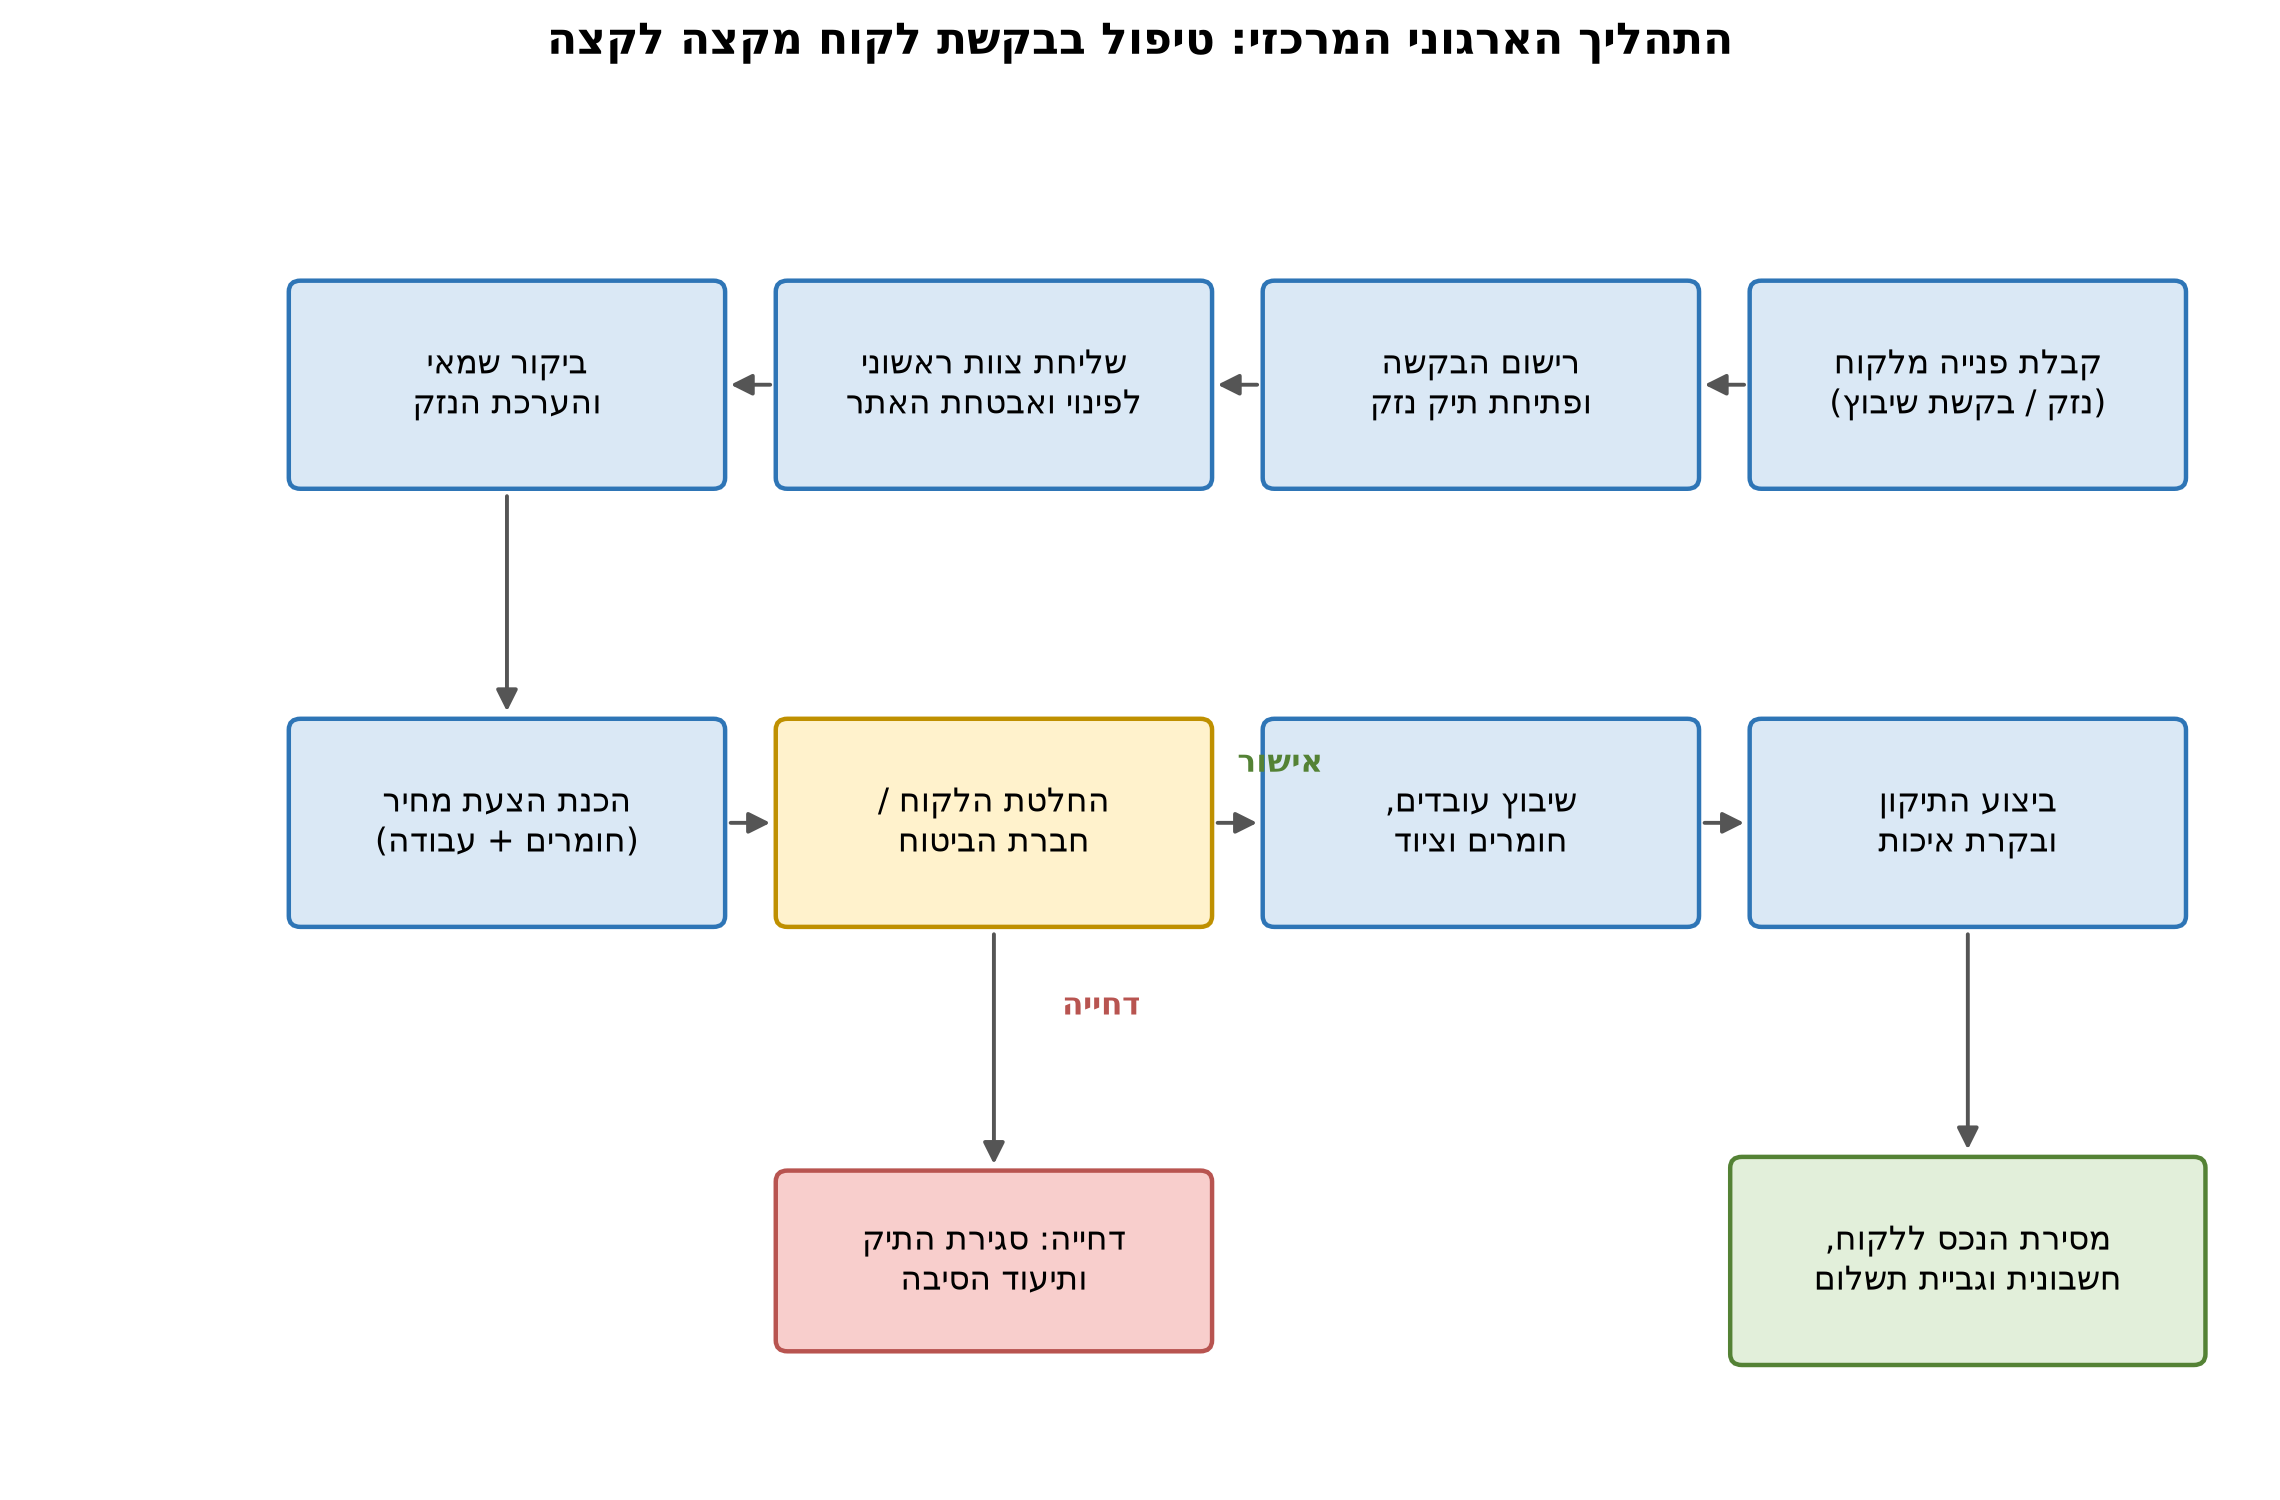 התהליך הארגוני המרכזי: טיפול בבקשת לקוח מקצה לקצה
קבלת פנייה מלקוח
(נזק / בקשת שיבוץ)
רישום הבקשה
ופתיחת תיק נזק
שליחת צוות ראשוני
לפינוי ואבטחת האתר
ביקור שמאי
והערכת הנזק
הכנת הצעת מחיר
(חומרים + עבודה)
החלטת הלקוח /
חברת הביטוח
אישור
שיבוץ עובדים,
חומרים וציוד
ביצוע התיקון
ובקרת איכות
דחייה
דחייה: סגירת התיק
ותיעוד הסיבה
מסירת הנכס ללקוח,
חשבונית וגביית תשלום